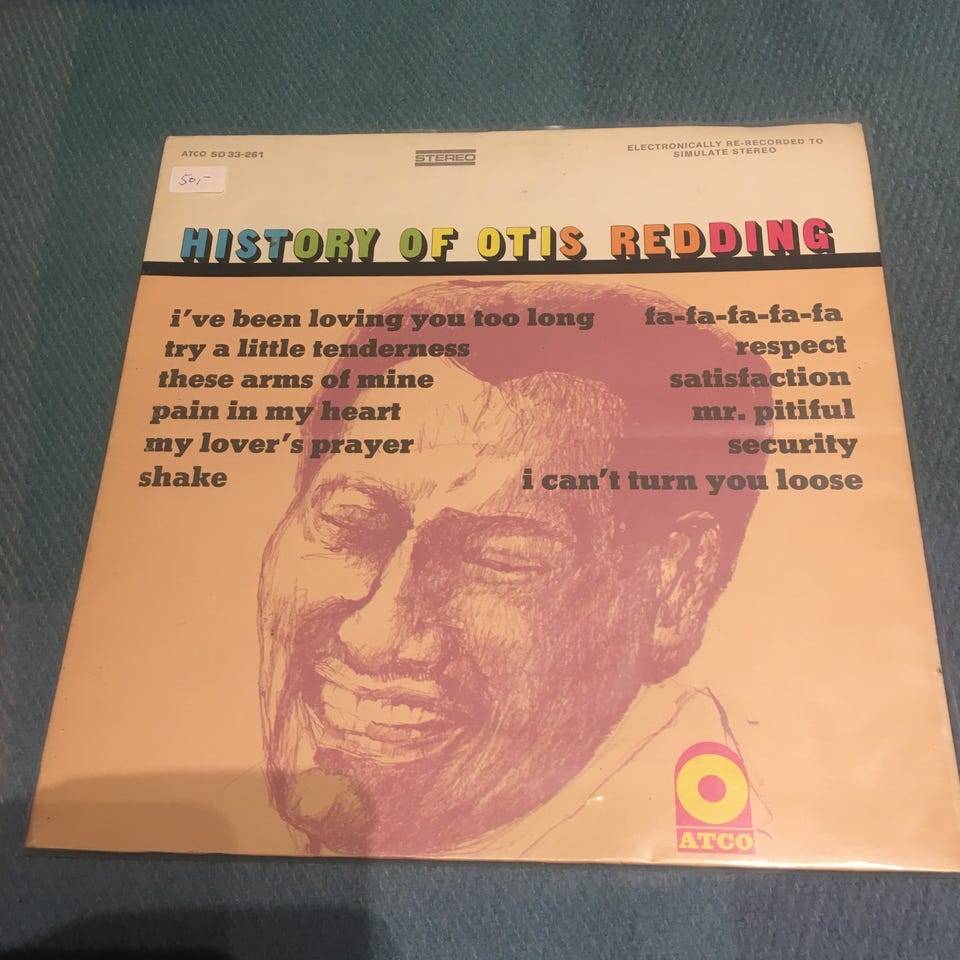 ATCO SD 33-261
STEREO
ELECTRONICALLY RE-RECORDED TO
SIMULATE STEREO
50,-
HISTORY OF OTIS REDDING
i've been loving you too long
try a little tenderness
these arms of mine
pain in my heart
my lover's prayer
shake
fa-fa-fa-fa-fa
respect
satisfaction
mr. pitiful
security
i can't turn you loose
ATCO